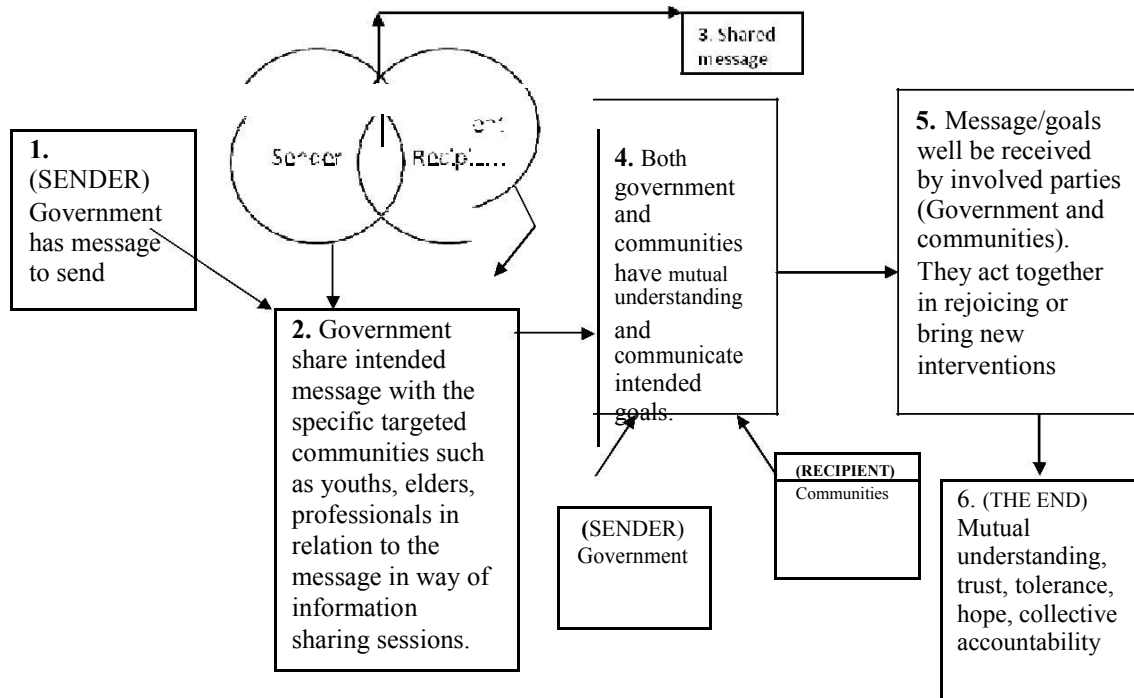 3. Shared
message
Sender
1.
(SENDER)
Government
has message
to send
2. Government
share intended
message with the
specific targeted
communities such
as youths, elders,
professionals in
relation to the
message in way of
information
sharing sessions.
4. Both
government
and
communities
have mutual
understanding
and
communicate
intended
goals.
(SENDER)
Government
(RECIPIENT)
Communities
5. Message/goals
well be received
by involved parties
(Government and
communities).
They act together
in rejoicing or
bring new
interventions
6. (THE END)
Mutual
understanding,
trust, tolerance,
hope, collective
accountability